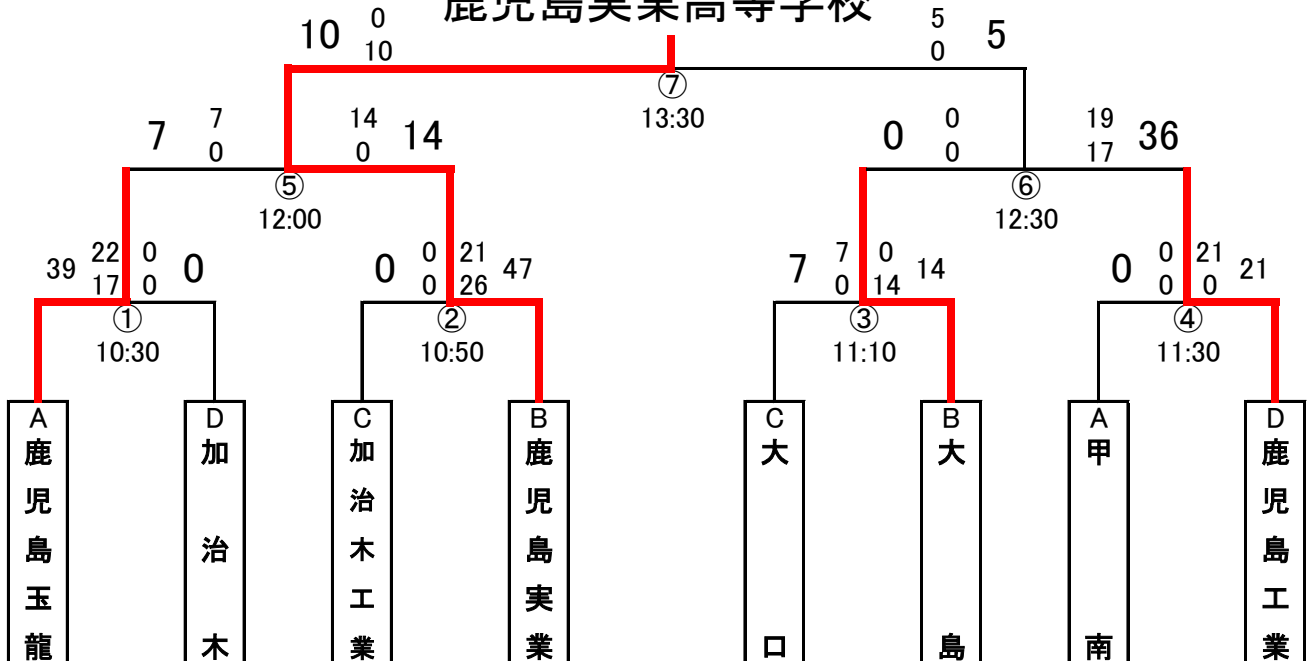 鹿児島実業高等学校
10 0 5 5
10 0
⑦
13:30
7 7 14 14 0 0 19 36
0 0 0 17
⑤ ⑥
12:00 12:30
39 22 0 0 0 0 21 47 7 7 0 14 0 0 21 21
17 0 0 26 0 14 0 0
① ② ③ ④
10:30 10:50 11:10 11:30
A D C B C B A D
鹿児島玉龍
加治木
加治木工業
鹿児島実業
大口
大島
甲南
鹿児島工業